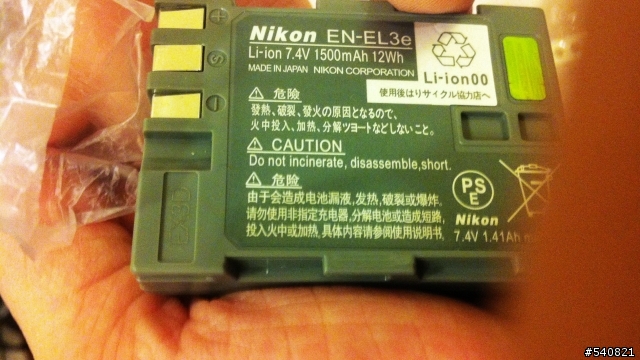 Nikon EN-EL3e
Li-ion 7.4V 1500mAh 12Wh
MADE IN JAPAN NIKON CORPORATION
Li-ion00
使用後はリサイクル協力店へ
+
S
−
⚠ 危険
發熱、破裂、發火の原因となるので、
火中投入、加熱、分解ツヨートなどしないこと。
⚠ CAUTION
Do not incinerate, disassemble,short.
⚠ 危险
由于会造成电池漏液,发热,破裂或爆炸。
请勿使用非指定充电器,分解电池或造成短路,
投入火中或加热,具体内容请参阅使用说明书。
PS
E
Nikon
7.4V 1.41Ah
#540821